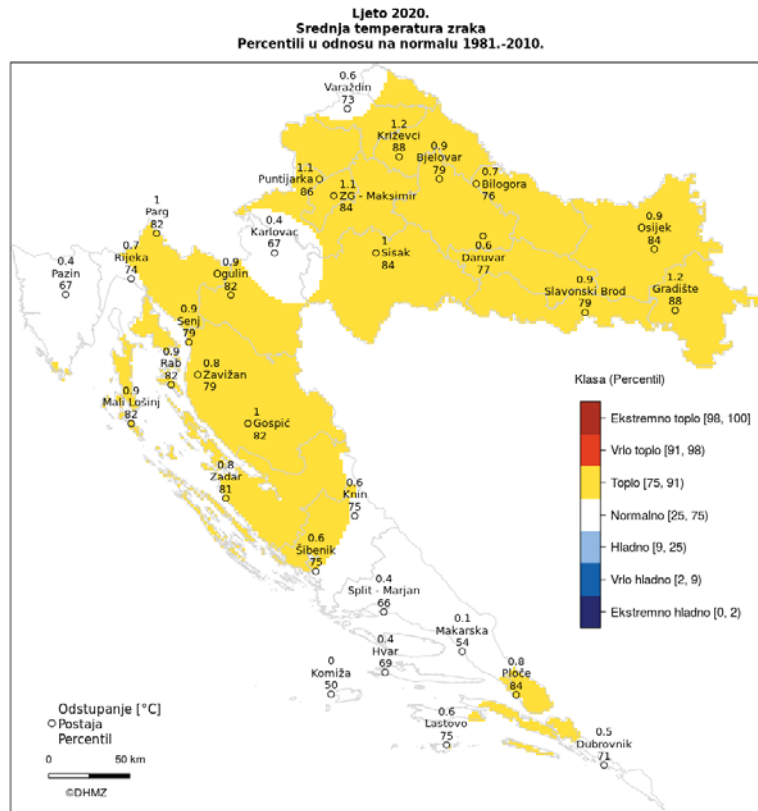 Ljeto 2020.
Srednja temperatura zraka
Percentili u odnosu na normalu 1981.-2010.
0.6
Varaždin
73
1.2
Križevci
88
0.9
Bjelovar
79
0.7
Bilogora
76
1.1
Puntijarka
86
1.1
ZG - Maksimir
84
1
Parg
82
0.4
Karlovac
67
1
Sisak
84
0.6
Daruvar
77
0.9
Osijek
84
0.4
Pazin
67
0.7
Rijeka
74
0.9
Ogulin
82
0.9
Slavonski Brod
79
1.2
Gradište
88
0.9
Senj
79
0.9
Rab
82
0.8
Zavižan
79
0.9
Mali Lošinj
82
1
Gospić
82
0.8
Zadar
81
0.6
Knin
75
0.6
Šibenik
75
0.4
Split - Marjan
66
0.1
Makarska
54
0.4
Hvar
69
0
Komiža
50
0.8
Ploče
84
0.6
Lastovo
75
0.5
Dubrovnik
71
Klasa (Percentil)
Ekstremno toplo [98, 100]
Vrlo toplo [91, 98)
Toplo [75, 91)
Normalno [25, 75)
Hladno [9, 25)
Vrlo hladno [2, 9)
Ekstremno hladno [0, 2)
Odstupanje [°C]
Postaja
Percentil
0 50 km
©DHMZ